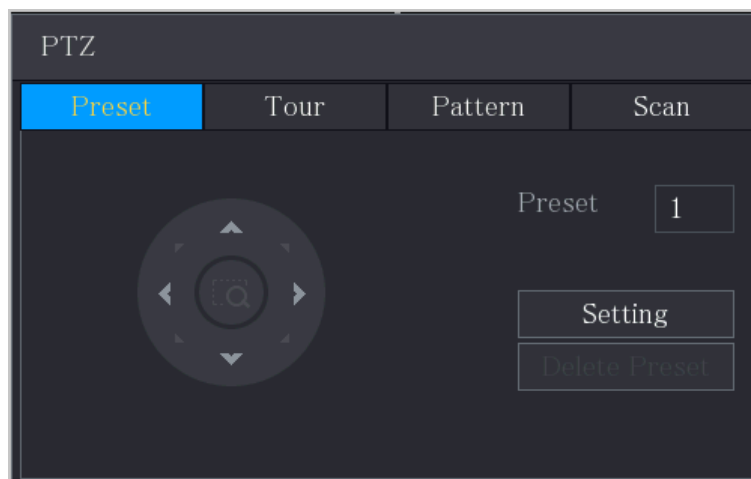 PTZ
Preset Tour Pattern Scan
Preset 1
Setting
Delete Preset